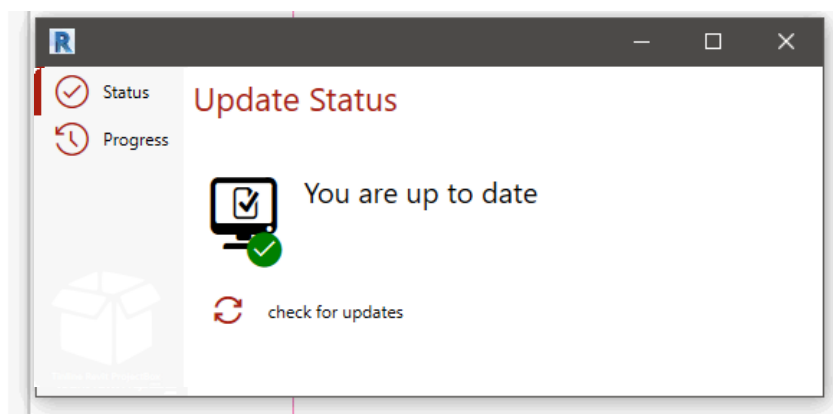 R
Status
Update Status
Progress
You are up to date
check for updates